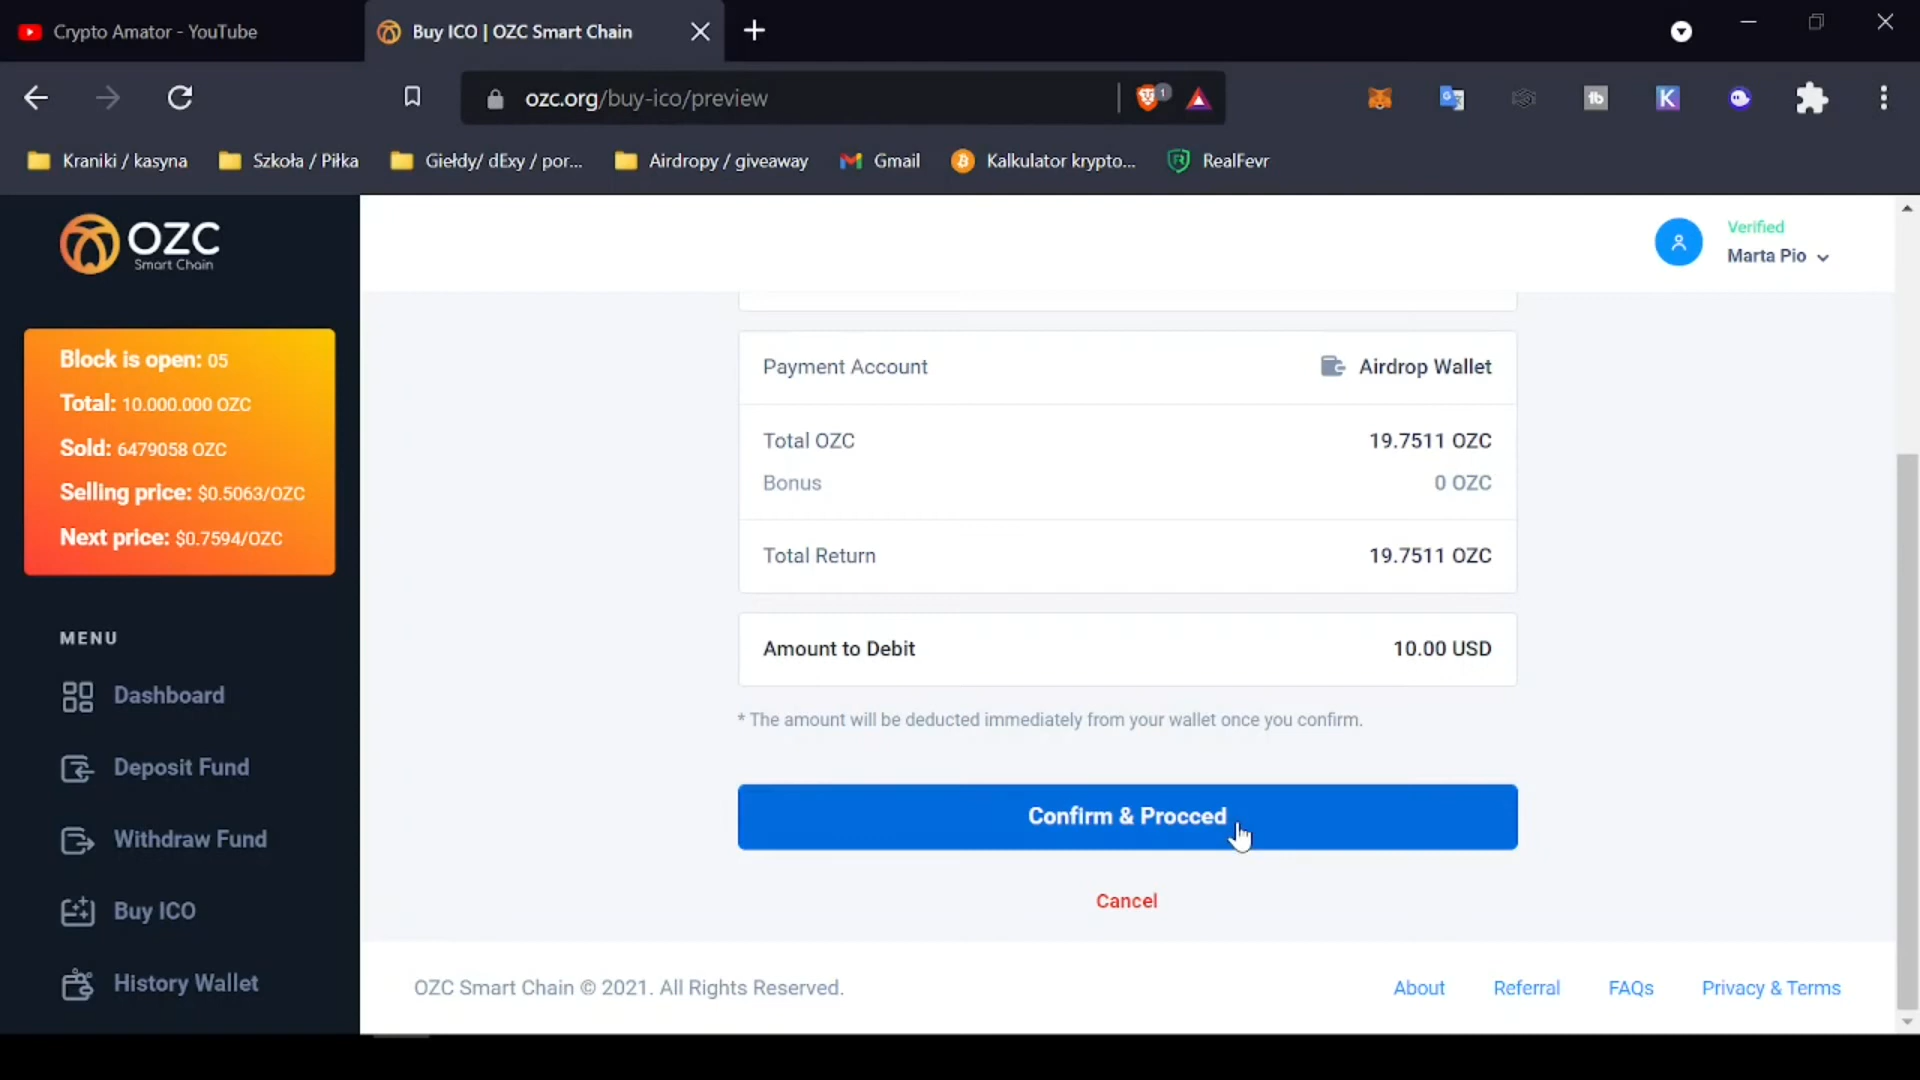 Crypto Amator - YouTube
Buy ICO | OZC Smart Chain
ozc.org/buy-ico/preview
1
tb
K
Kraniki / kasyna
Szkoła / Piłka
Giełdy/ dExy / por...
Airdropy / giveaway
Gmail
Kalkulator krypto...
RealFevr
OZC
Smart Chain
Verified
Marta Pio
Block is open: 05
Total: 10.000.000 OZC
Sold: 6479058 OZC
Selling price: $0.5063/OZC
Next price: $0.7594/OZC
MENU
Dashboard
Deposit Fund
Withdraw Fund
Buy ICO
History Wallet
Payment Account
Airdrop Wallet
Total OZC
19.7511 OZC
Bonus
0 OZC
Total Return
19.7511 OZC
Amount to Debit
10.00 USD
* The amount will be deducted immediately from your wallet once you confirm.
Confirm & Procced
Cancel
OZC Smart Chain © 2021. All Rights Reserved.
About
Referral
FAQs
Privacy & Terms